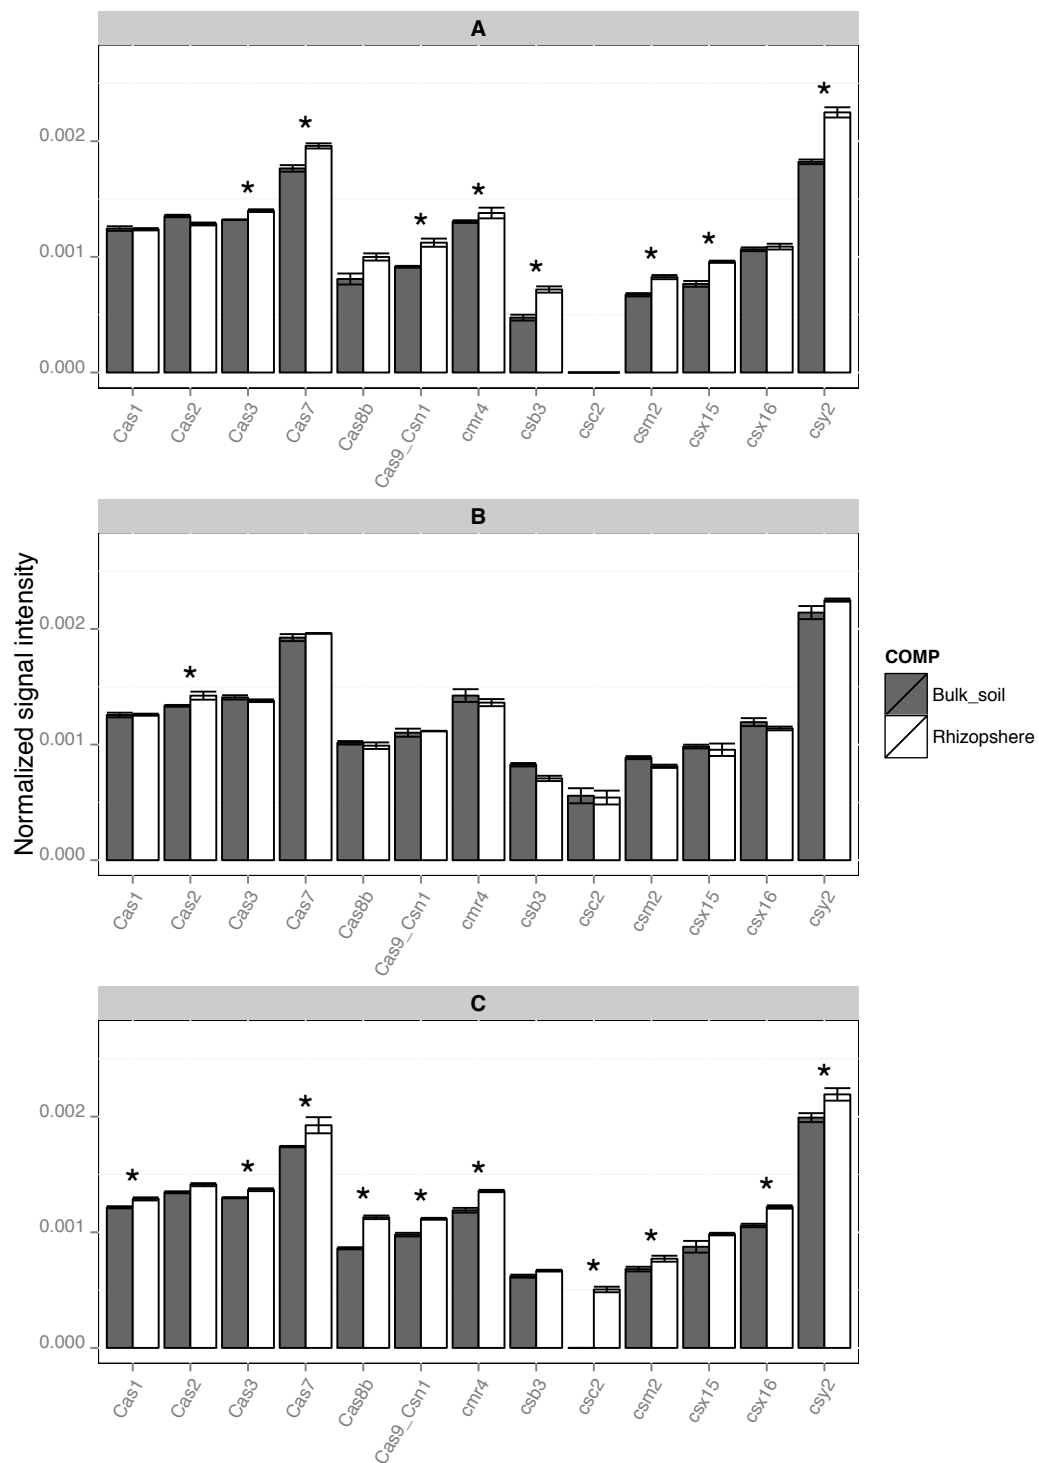 A
0.002
0.001
0.000
Cas1 Cas2 Cas3 Cas7 Cas8b Cas9_Csn1 cmr4 csb3 csc2 csm2 csx15 csx16 csy2
* * * * * * * *
B
0.002
0.001
0.000
Cas1 Cas2 Cas3 Cas7 Cas8b Cas9_Csn1 cmr4 csb3 csc2 csm2 csx15 csx16 csy2
*
Normalized signal intensity
COMP
Bulk_soil
Rhizopshere
C
0.002
0.001
0.000
Cas1 Cas2 Cas3 Cas7 Cas8b Cas9_Csn1 cmr4 csb3 csc2 csm2 csx15 csx16 csy2
* * * * * * * * * *